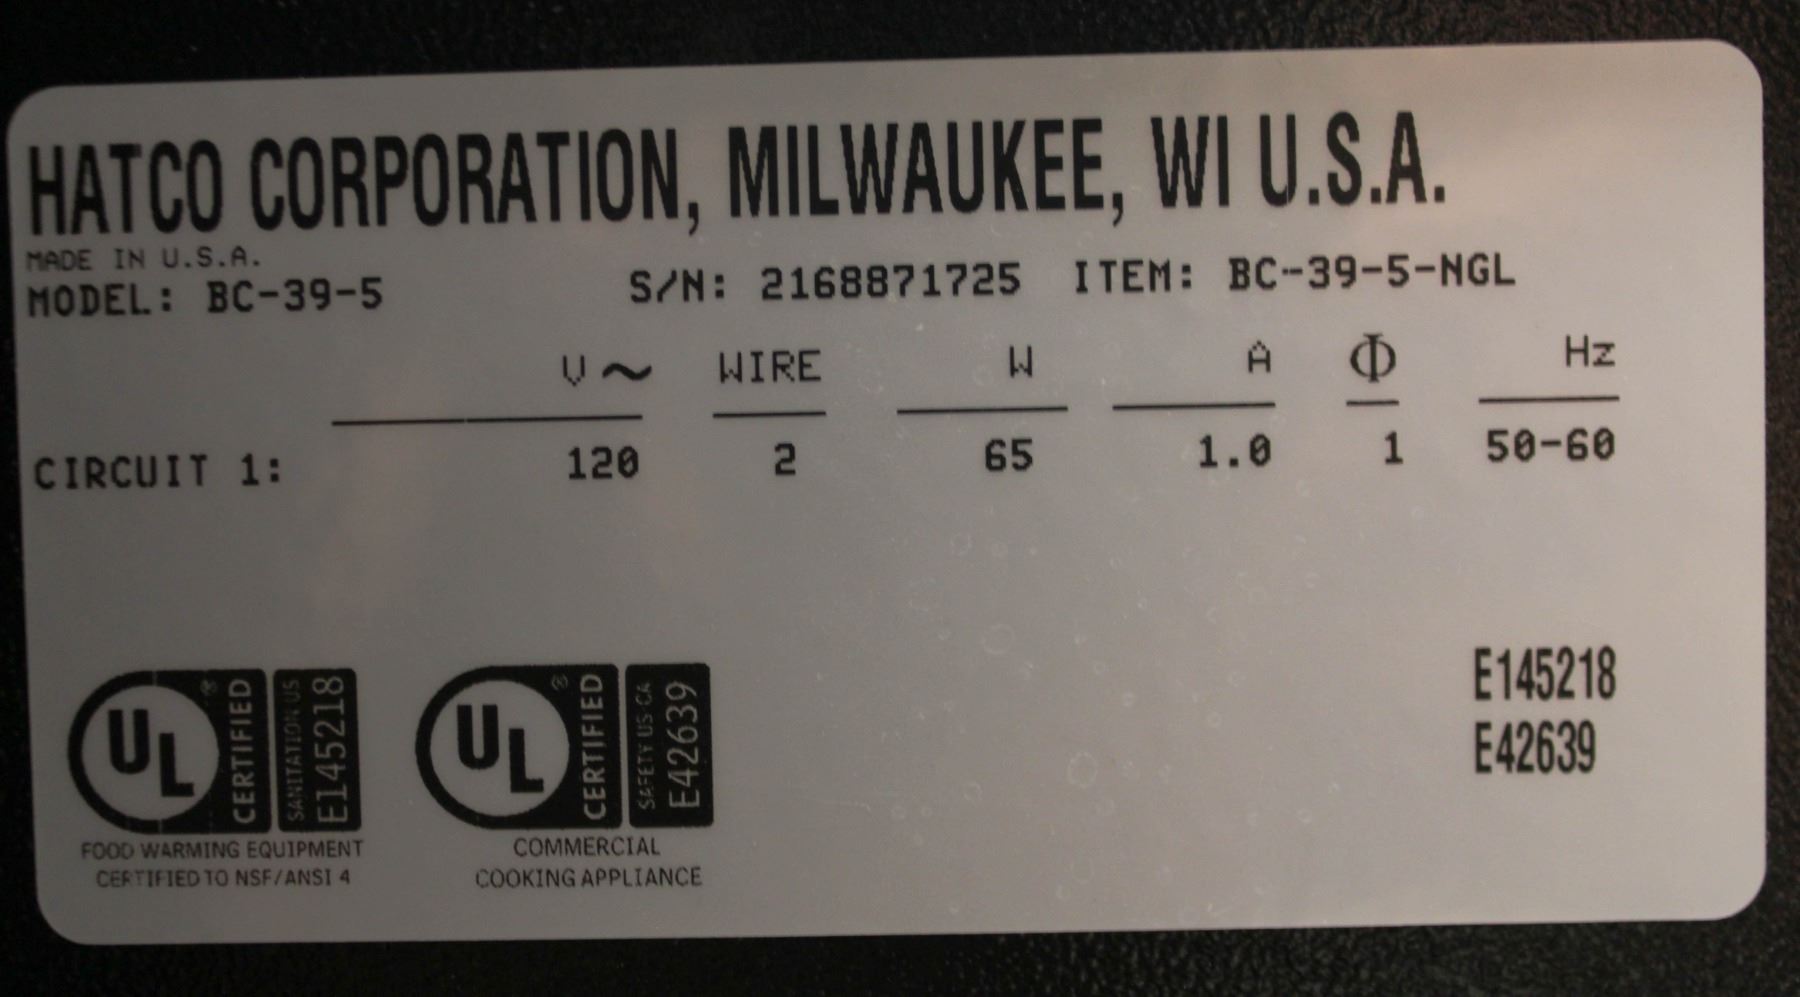 HATCO CORPORATION, MILWAUKEE, WI U.S.A.
MADE IN U.S.A.
MODEL: BC-39-5 S/N: 2168871725 ITEM: BC-39-5-NGL
V~ WIRE W A Φ Hz
CIRCUIT 1: 120 2 65 1.0 1 50-60
UL ® CERTIFIED SANITATION US E145218
FOOD WARMING EQUIPMENT
CERTIFIED TO NSF/ANSI 4
UL ® CERTIFIED SAFETY US-CA E42639
COMMERCIAL
COOKING APPLIANCE
E145218
E42639